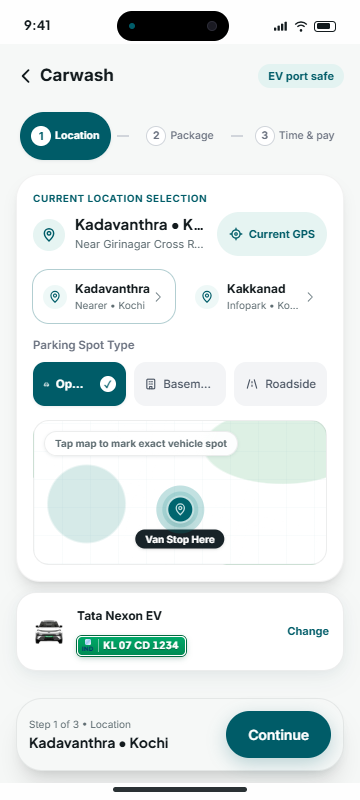 9:41
Carwash
EV port safe
1 Location
2 Package
3 Time & pay
CURRENT LOCATION SELECTION
Kadavanthra ● K...
Near Girinagar Cross R...
Current GPS
Kadavanthra
Nearer • Kochi
Kakkanad
Infopark • Ko...
Parking Spot Type
Op...
Basem...
Roadside
Tap map to mark exact vehicle spot
Van Stop Here
Tata Nexon EV
IND KL 07 CD 1234
Change
Step 1 of 3 • Location
Kadavanthra ● Kochi
Continue